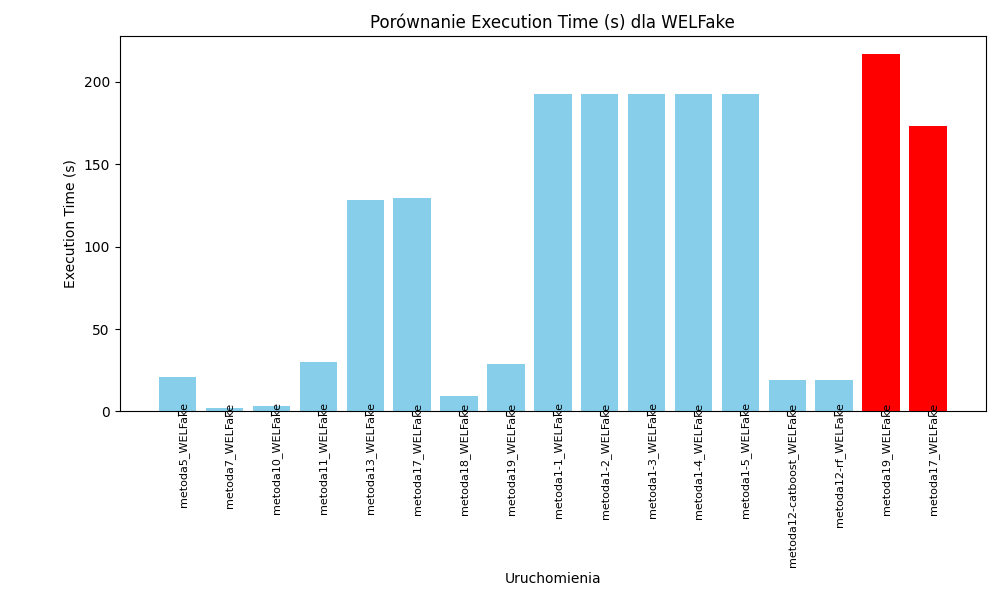 Porównanie Execution Time (s) dla WELFake
Execution Time (s)
200
150
100
50
0
metoda5_WELFake
metoda7_WELFake
metoda10_WELFake
metoda11_WELFake
metoda13_WELFake
metoda17_WELFake
metoda18_WELFake
metoda19_WELFake
metoda1-1_WELFake
metoda1-2_WELFake
metoda1-3_WELFake
metoda1-4_WELFake
metoda1-5_WELFake
metoda12-catboost_WELFake
metoda12-rf_WELFake
metoda19_WELFake
metoda17_WELFake
Uruchomienia